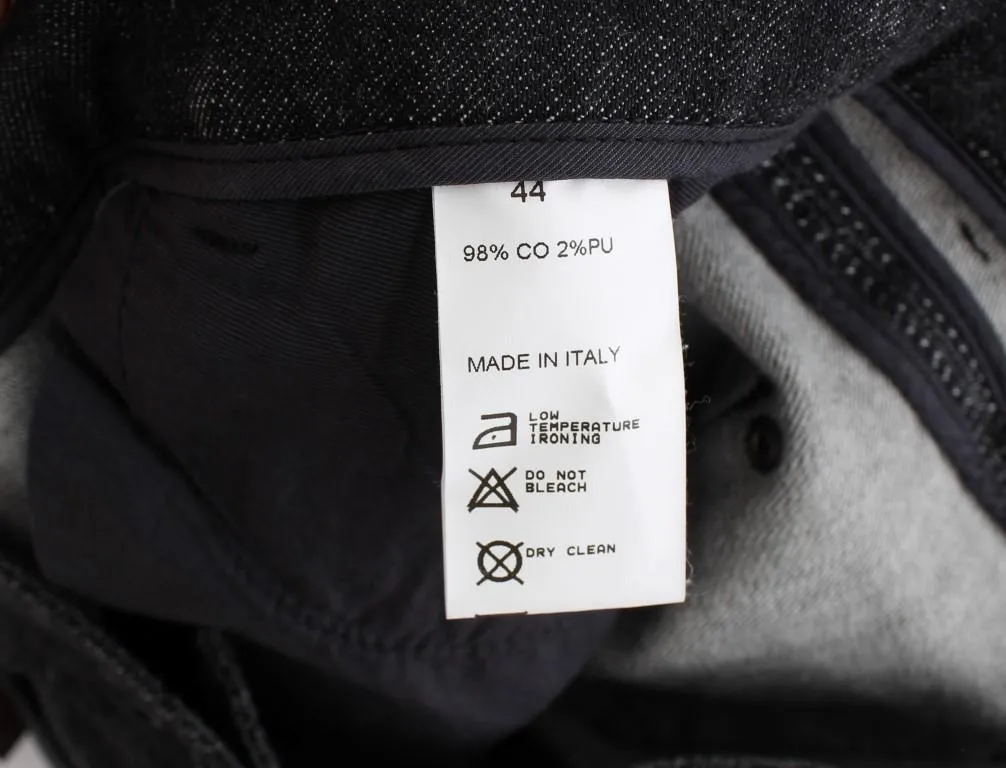 44
98% CO 2%PU
MADE IN ITALY
LOW
TEMPERATURE
IRONING
DO NOT
BLEACH
DRY CLEAN